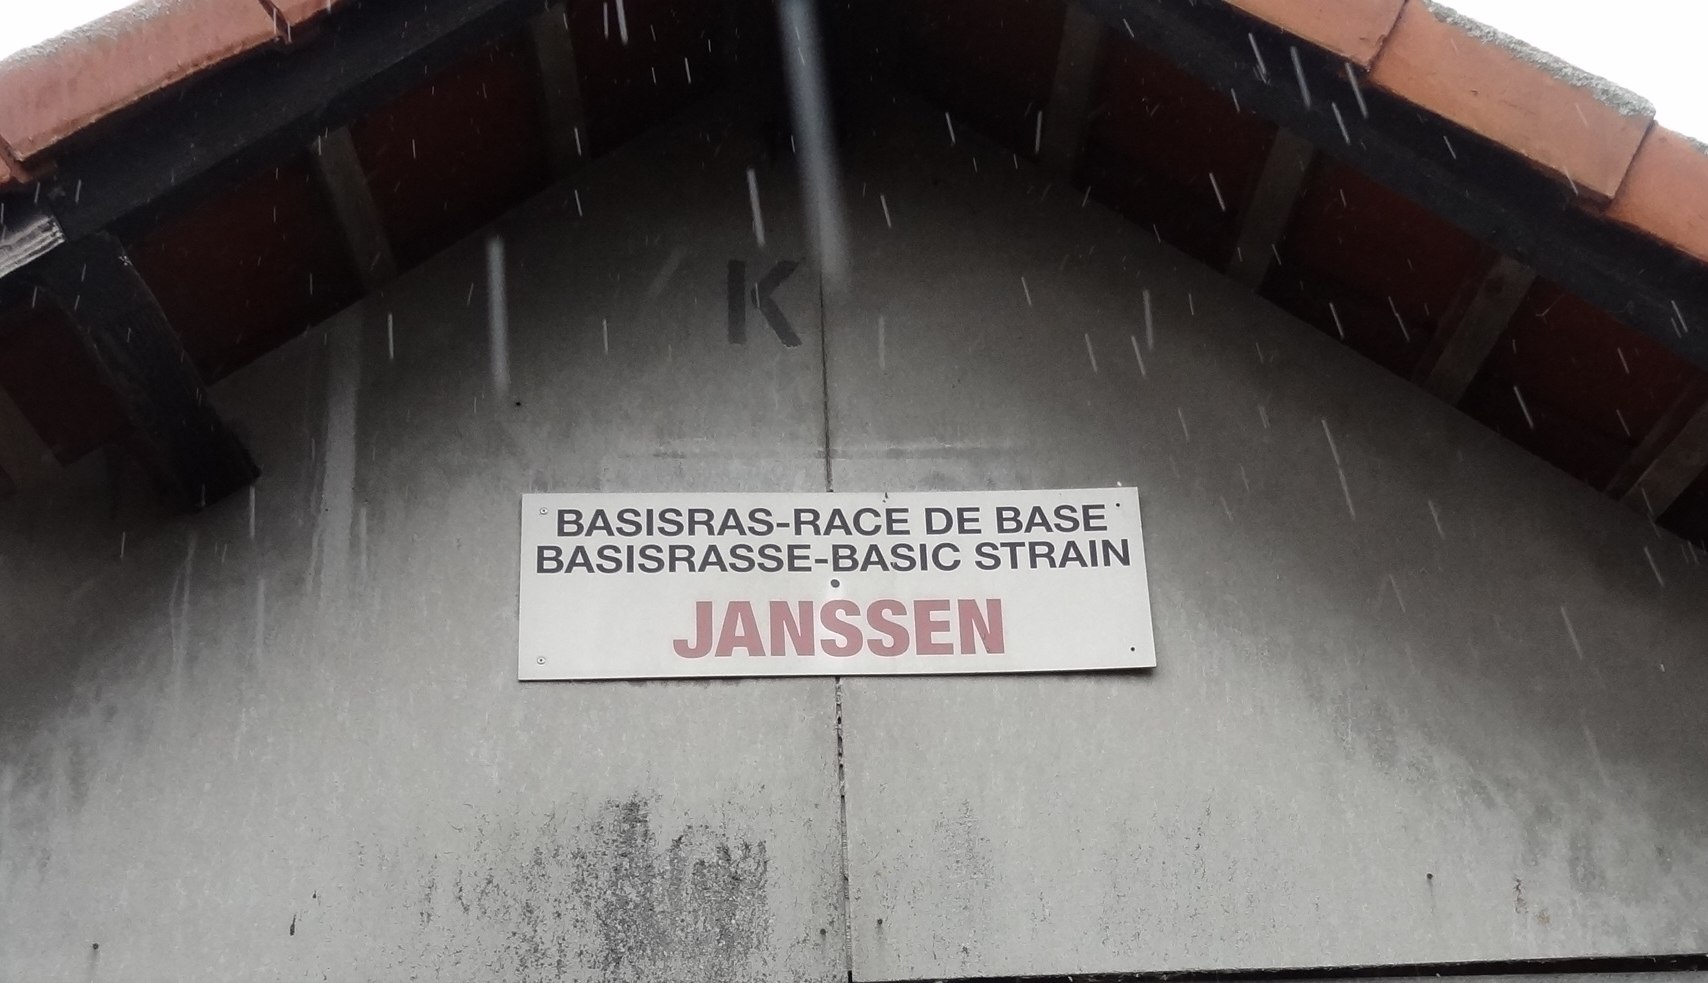 K
BASISRAS-RACE DE BASE
BASISRASSE-BASIC STRAIN
JANSSEN